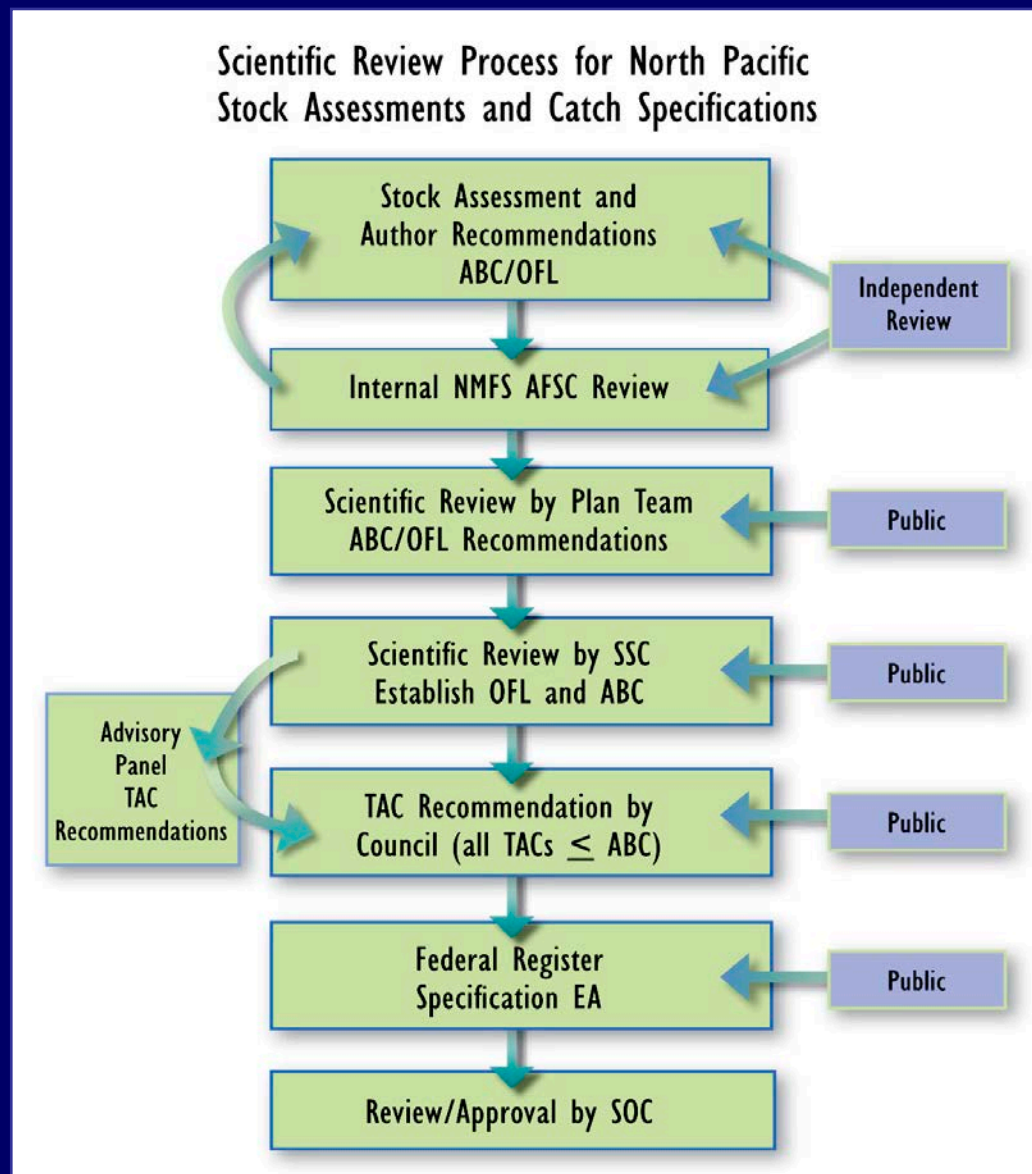 Scientific Review Process for North Pacific
Stock Assessments and Catch Specifications
Stock Assessment and
Author Recommendations
ABC/OFL
Independent
Review
Internal NMFS AFSC Review
Scientific Review by Plan Team
ABC/OFL Recommendations
Public
Scientific Review by SSC
Establish OFL and ABC
Public
Advisory
Panel
TAC
Recommendations
TAC Recommendation by
Council (all TACs ≤ ABC)
Public
Federal Register
Specification EA
Public
Review/Approval by SOC